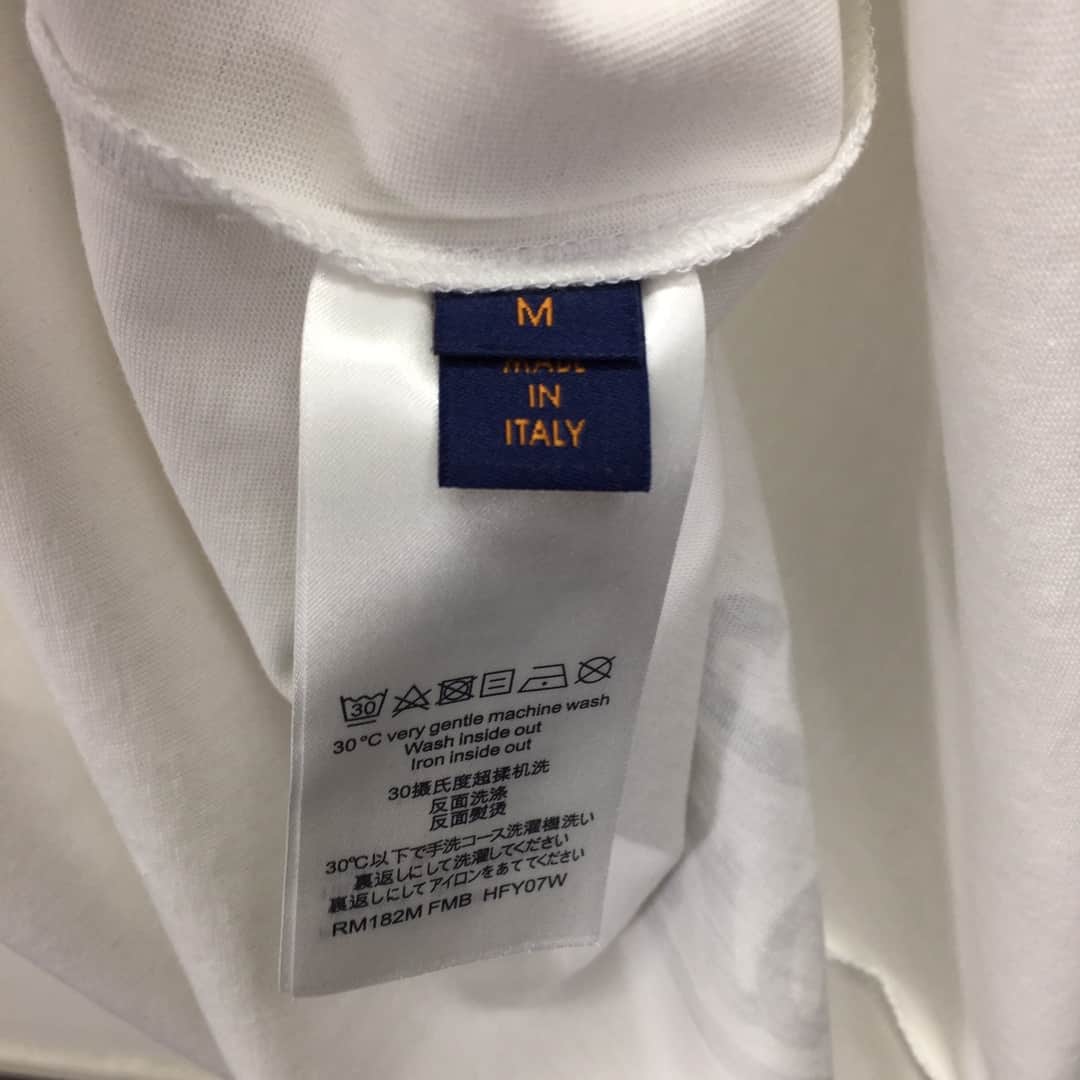 M
MADE
IN
ITALY
30
30°C very gentle machine wash
Wash inside out
Iron inside out
30摄氏度超揉机洗
反面洗涤
反面熨烫
30℃以下で手洗コース洗濯機洗い
裏返しにして洗濯してください
裏返しにしてアイロンをあててください
RM182M FMB HFY07W